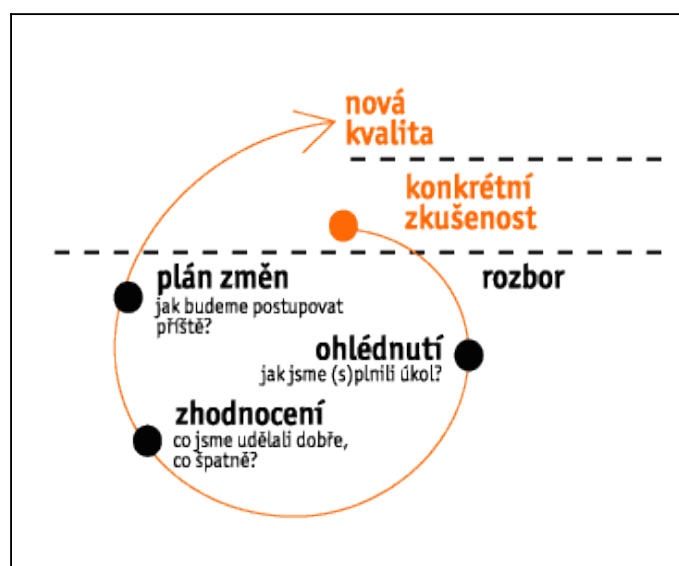 nová
kvalita
konkrétní
zkušenost
rozbor
plán změn
jak budeme postupovat
příště?
ohlédnutí
jak jsme (s)plnili úkol?
zhodnocení
co jsme udělali dobře,
co špatně?